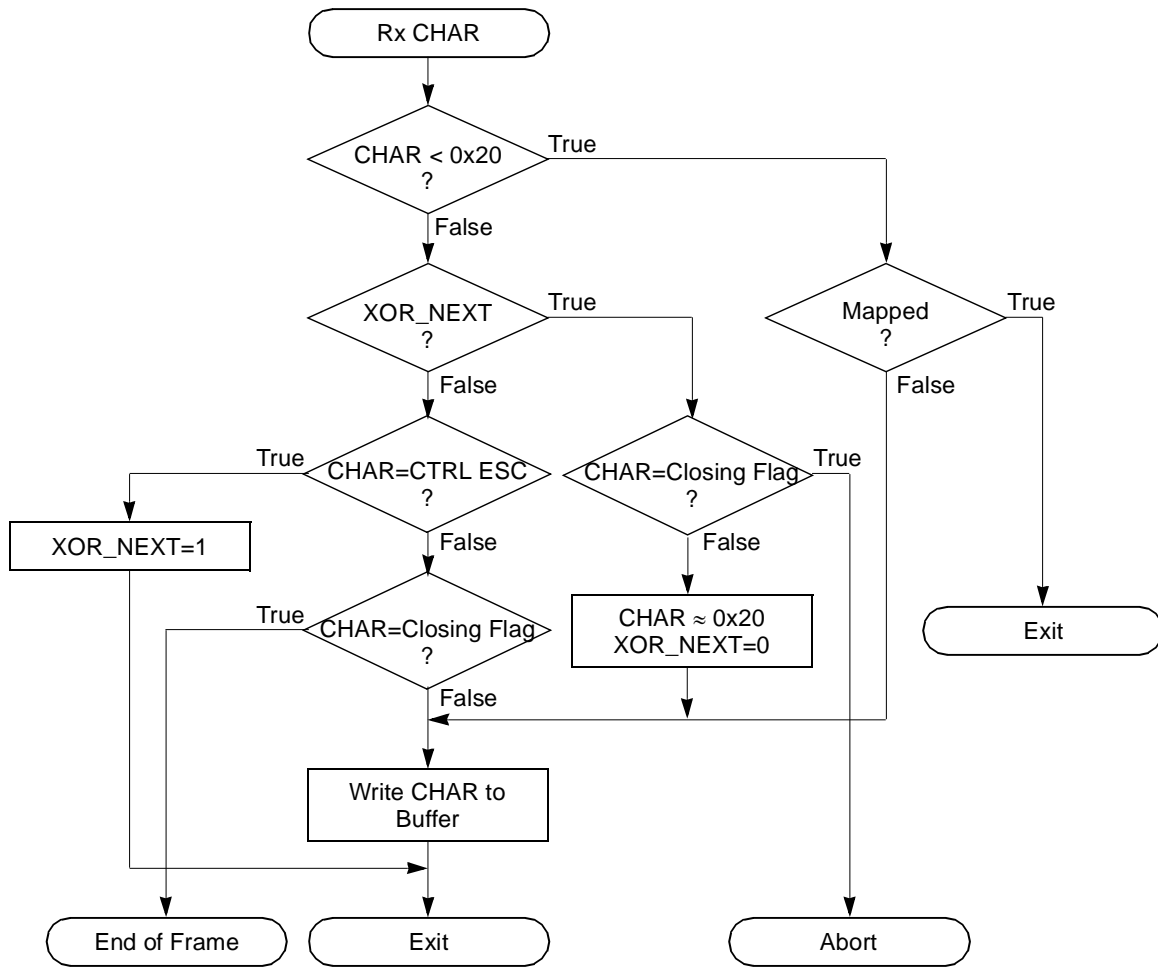 Rx CHAR
CHAR < 0x20
?
True
False
XOR_NEXT
?
True
False
Mapped
?
True
False
CHAR=CTRL ESC
?
True
False
CHAR=Closing Flag
?
True
False
XOR_NEXT=1
CHAR=Closing Flag
?
True
False
CHAR ≈ 0x20
XOR_NEXT=0
Exit
Write CHAR to
Buffer
End of Frame
Exit
Abort